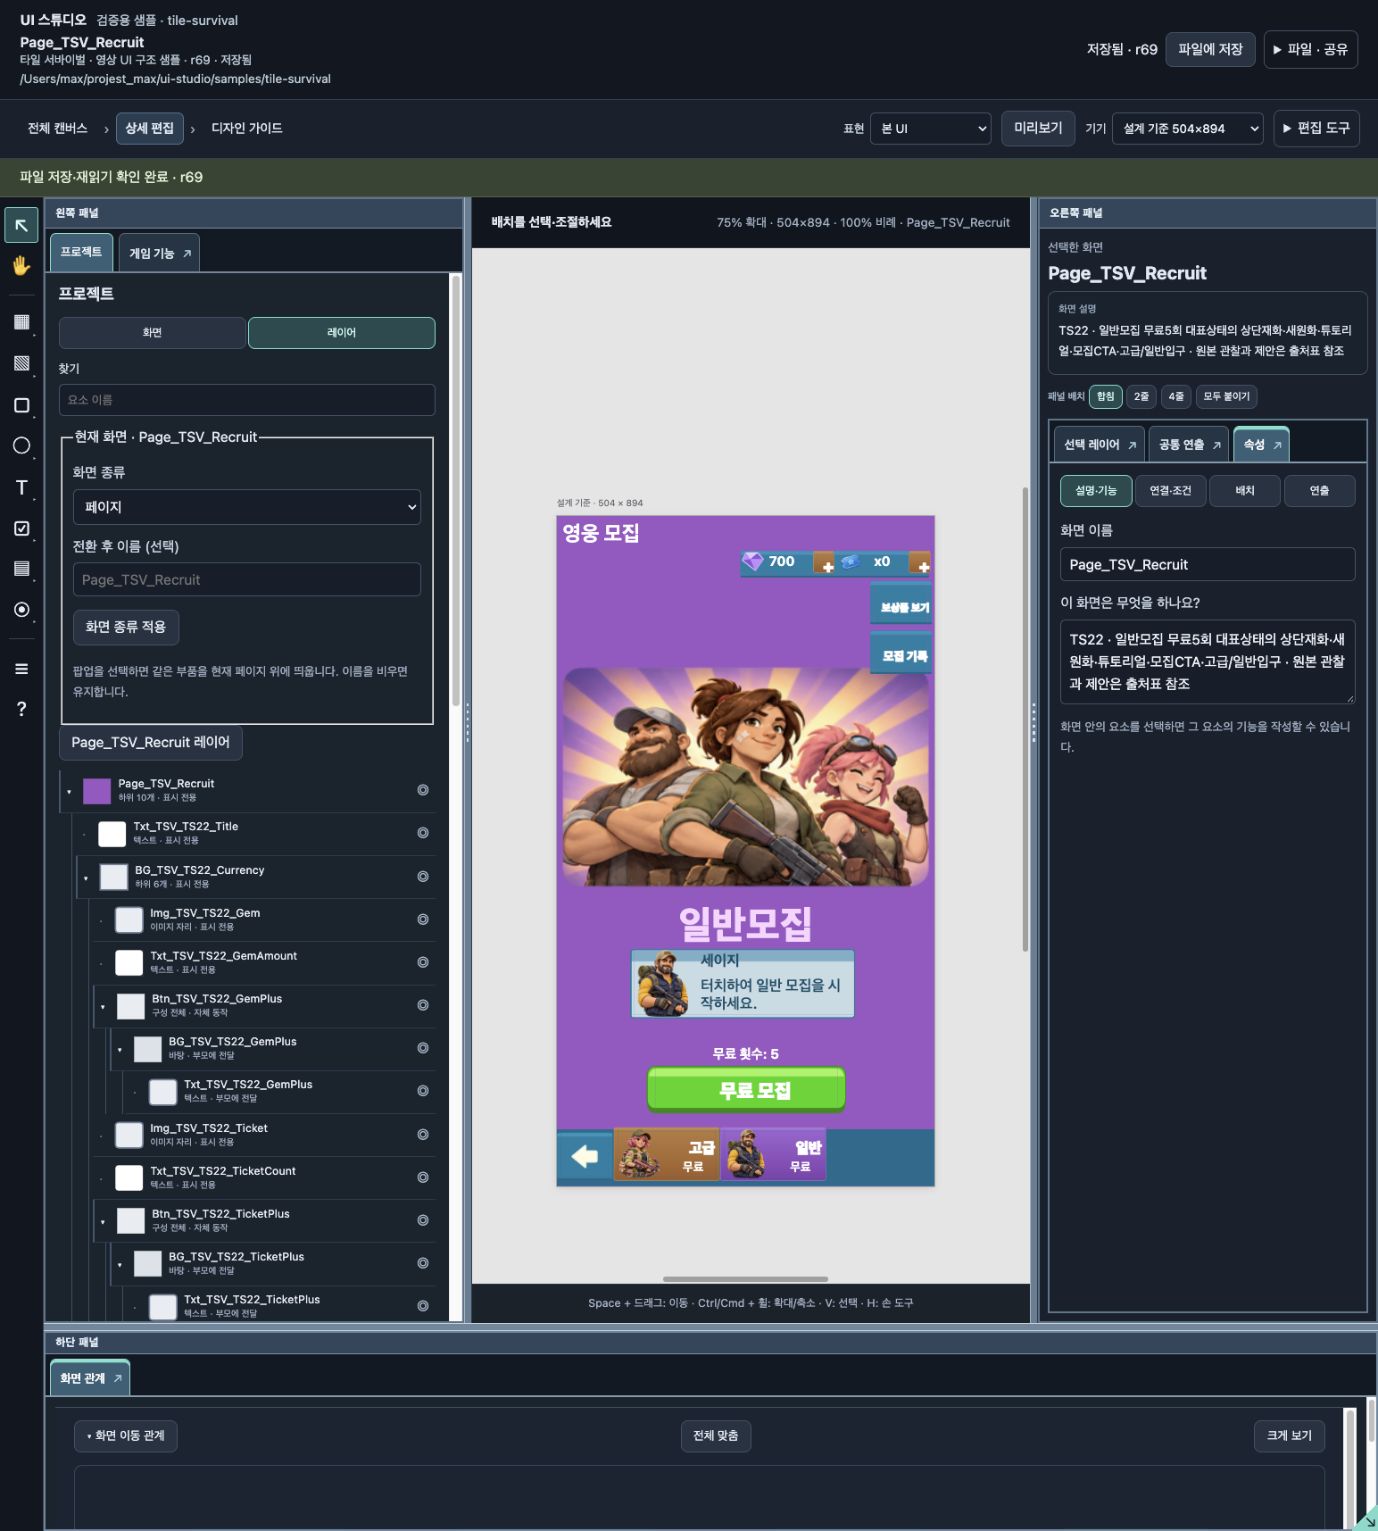 UI 스튜디오 검증용 샘플 · tile-survival
Page_TSV_Recruit
타일 서바이벌 · 영상 UI 구조 샘플 · r69 · 저장됨
/Users/max/projest_max/ui-studio/samples/tile-survival
저장됨 · r69
파일에 저장
▶ 파일 · 공유
전체 캔버스 › 상세 편집 › 디자인 가이드
표현 본 UI
미리보기
기기 설계 기준 504×894
▶ 편집 도구
파일 저장·재읽기 확인 완료 · r69
왼쪽 패널
프로젝트
게임 기능 ↗
프로젝트
화면
레이어
찾기
요소 이름
현재 화면 · Page_TSV_Recruit
화면 종류
페이지
전환 후 이름 (선택)
Page_TSV_Recruit
화면 종류 적용
팝업을 선택하면 같은 부품을 현재 페이지 위에 띄웁니다. 이름을 비우면
유지합니다.
Page_TSV_Recruit 레이어
Page_TSV_Recruit
하위 10개 · 표시 전용
Txt_TSV_TS22_Title
텍스트 · 표시 전용
BG_TSV_TS22_Currency
하위 6개 · 표시 전용
Img_TSV_TS22_Gem
이미지 자리 · 표시 전용
Txt_TSV_TS22_GemAmount
텍스트 · 표시 전용
Btn_TSV_TS22_GemPlus
구성 전체 · 자체 동작
BG_TSV_TS22_GemPlus
바탕 · 부모에 전달
Txt_TSV_TS22_GemPlus
텍스트 · 부모에 전달
Img_TSV_TS22_Ticket
이미지 자리 · 표시 전용
Txt_TSV_TS22_TicketCount
텍스트 · 표시 전용
Btn_TSV_TS22_TicketPlus
구성 전체 · 자체 동작
BG_TSV_TS22_TicketPlus
바탕 · 부모에 전달
Txt_TSV_TS22_TicketPlus
텍스트 · 부모에 전달
배치를 선택·조절하세요
75% 확대 · 504×894 · 100% 비례 · Page_TSV_Recruit
설계 기준 · 504 × 894
영웅 모집
700 + x0 +
보상풀 보기
모집 기록
일반모집
세이지
터치하여 일반 모집을 시
작하세요.
무료 횟수: 5
무료 모집
고급
무료
일반
무료
Space + 드래그: 이동 · Ctrl/Cmd + 휠: 확대/축소 · V: 선택 · H: 손 도구
오른쪽 패널
선택한 화면
Page_TSV_Recruit
화면 설명
TS22 · 일반모집 무료5회 대표상태의 상단재화·새원화·튜토리
얼·모집CTA·고급/일반입구 · 원본 관찰과 제안은 출처표 참조
패널 배치 합침 2줄 4줄 모두 붙이기
선택 레이어 ↗
공통 연출 ↗
속성 ↗
설명·기능
연결·조건
배치
연출
화면 이름
Page_TSV_Recruit
이 화면은 무엇을 하나요?
TS22 · 일반모집 무료5회 대표상태의 상단재화·새
원화·튜토리얼·모집CTA·고급/일반입구 · 원본 관찰
과 제안은 출처표 참조
화면 안의 요소를 선택하면 그 요소의 기능을 작성할 수 있습니
다.
T
?
하단 패널
화면 관계 ↗
▾ 화면 이동 관계
전체 맞춤
크게 보기